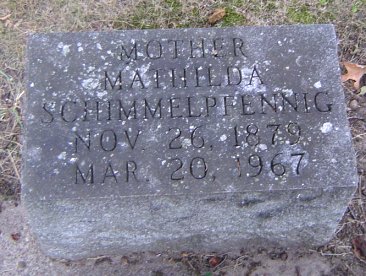 MOTHER
MATHILDA
SCHIMMELPFENNIG
NOV. 26, 1879
MAR. 20, 1967